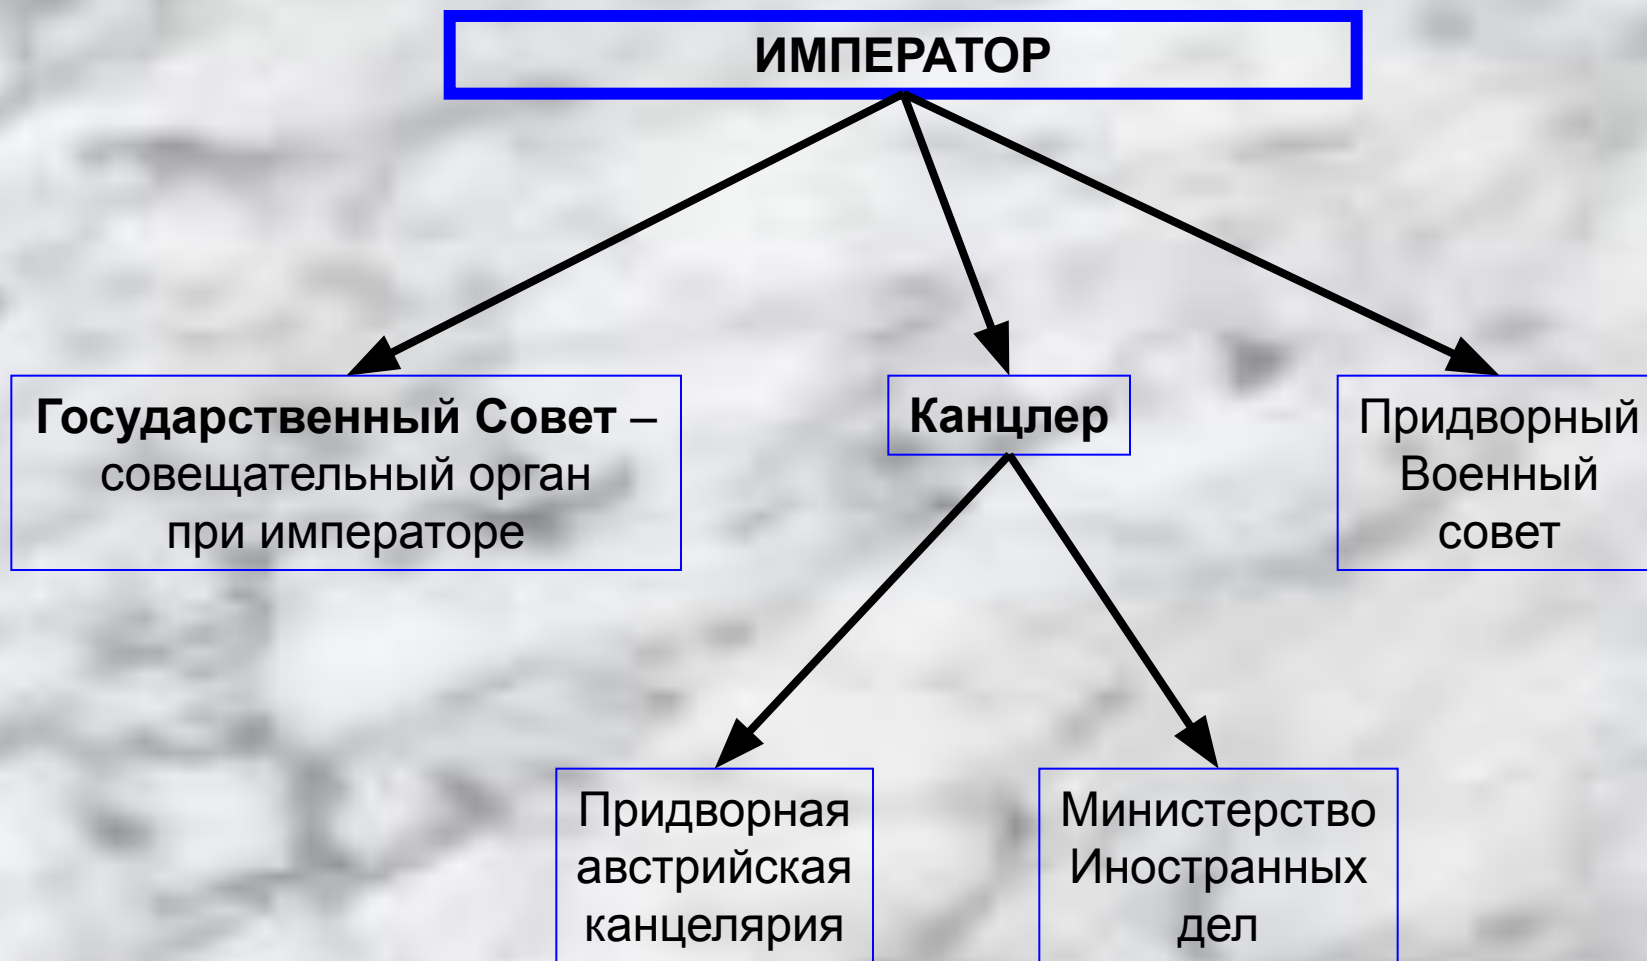 ИМПЕРАТОР
Государственный Совет –
совещательный орган
при императоре
Канцлер
Придворный
Военный
совет
Придворная
австрийская
канцелярия
Министерство
Иностранных
дел